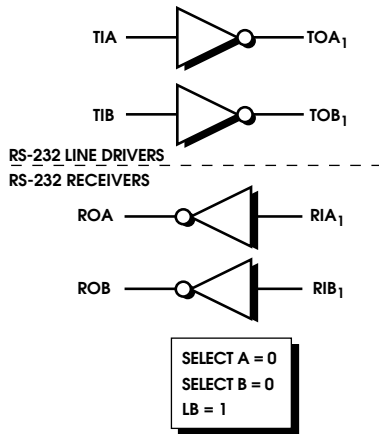 TIA TOA1
TIB TOB1
RS-232 LINE DRIVERS
RS-232 RECEIVERS
ROA RIA1
ROB RIB1
SELECT A = 0
SELECT B = 0
LB = 1